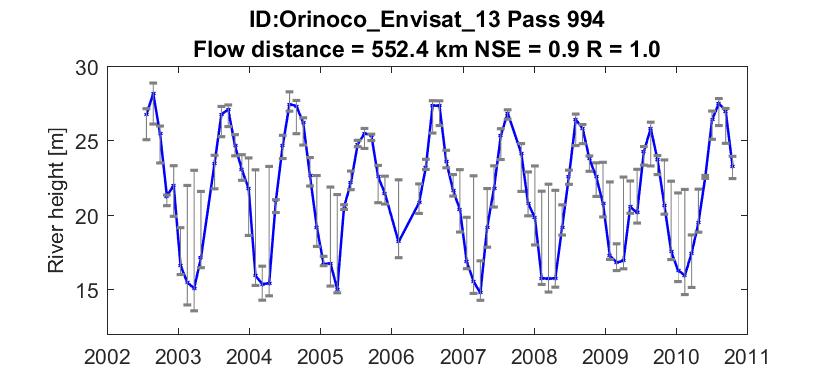 ID:Orinoco_Envisat_13 Pass 994
Flow distance = 552.4 km NSE = 0.9 R = 1.0
30
25
20
15
River height [m]
2002 2003 2004 2005 2006 2007 2008 2009 2010 2011